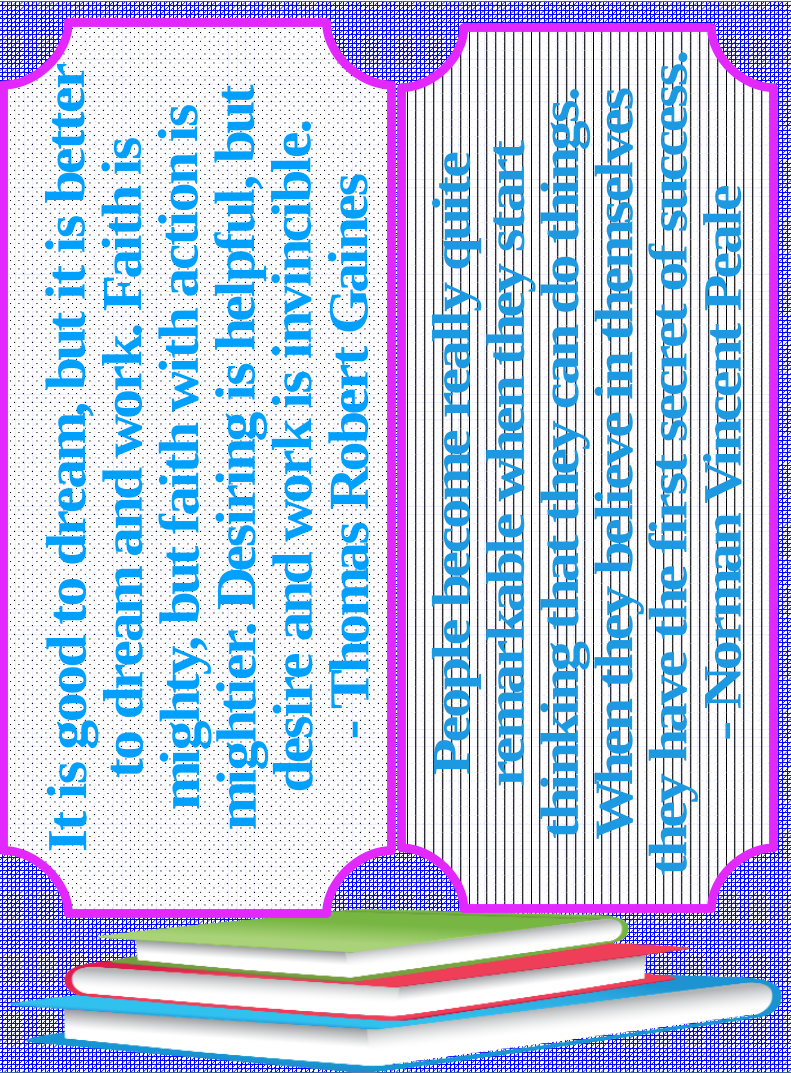 It is good to dream, but it is better
to dream and work. Faith is
mighty, but faith with action is
mightier. Desiring is helpful, but
desire and work is invincible.
- Thomas Robert Gaines
People become really quite
remarkable when they start
thinking that they can do things.
When they believe in themselves
they have the first secret of success.
- Norman Vincent Peale